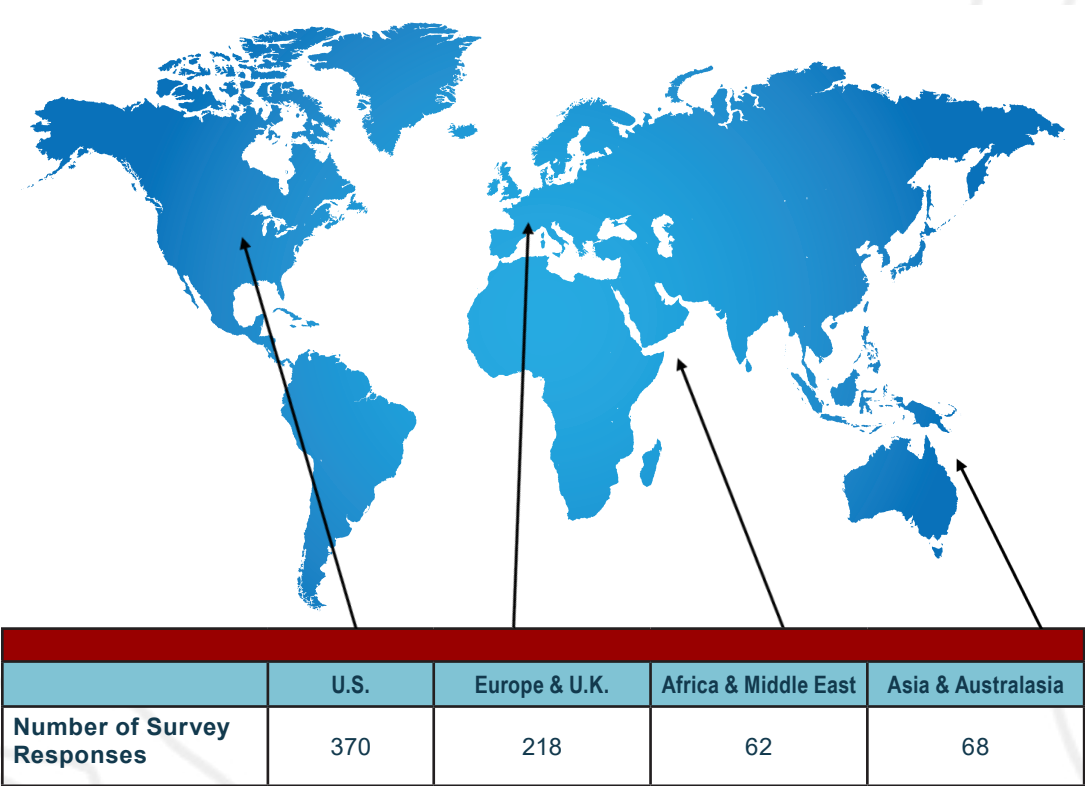 U.S. Europe & U.K. Africa & Middle East Asia & Australasia
Number of Survey
Responses 370 218 62 68